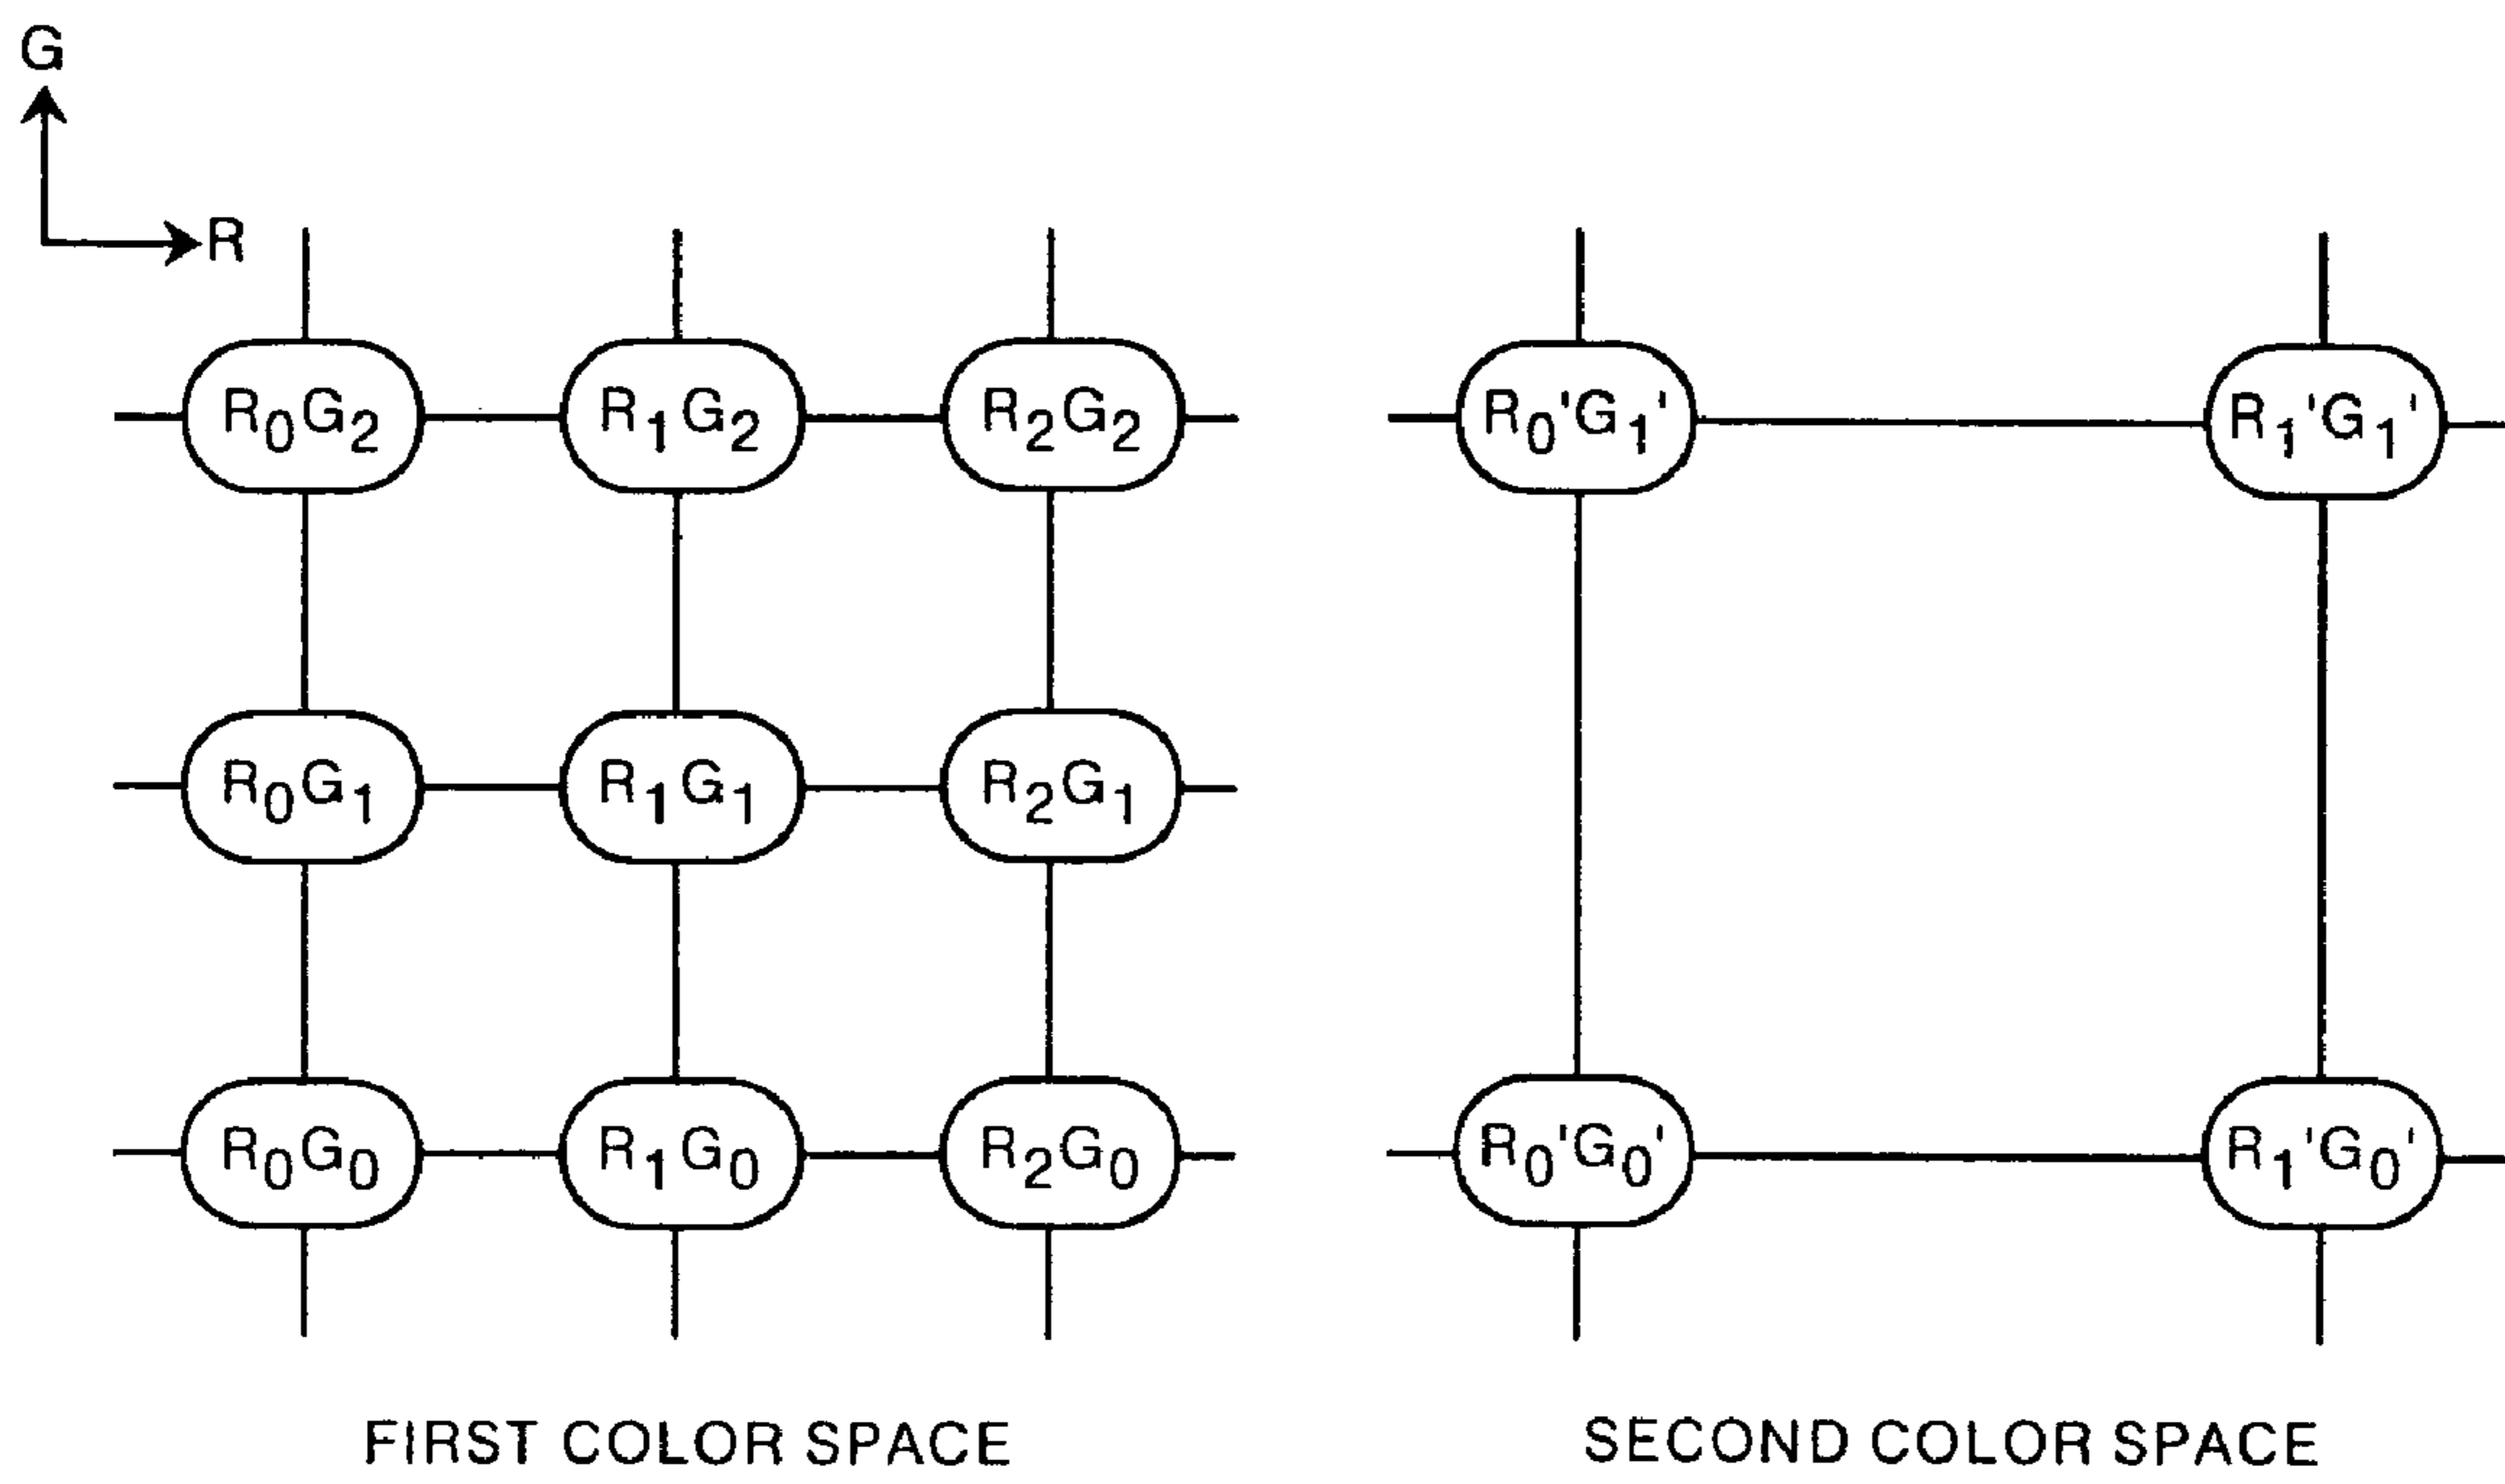 G
R
R₀G₂ R₁G₂ R₂G₂ R₀'G₁' R₁'G₁'
R₀G₁ R₁G₁ R₂G₁
R₀G₀ R₁G₀ R₂G₀ R₀'G₀' R₁'G₀'
FIRST COLOR SPACE SECOND COLOR SPACE